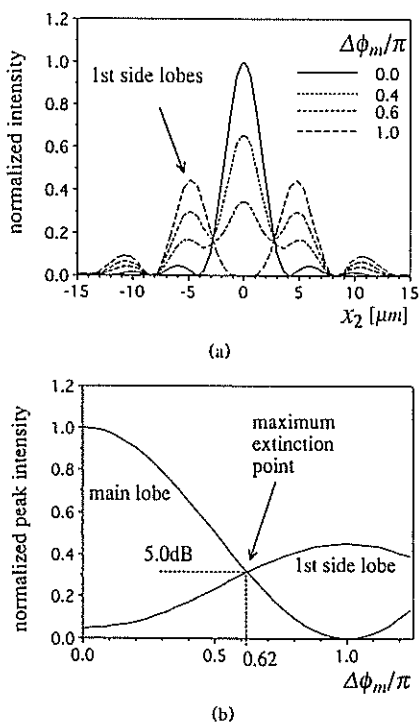 Δϕm/π
1.2
1.0
0.8
0.6
0.4
0.2
0.0
normalized intensity
1st side lobes
0.0
0.4
0.6
1.0
-15 -10 -5 0 5 10 15
x2 [μm]
(a)
1.2
1.0
0.8
0.6
0.4
0.2
0.0
normalized peak intensity
maximum
extinction
point
main lobe
5.0dB
1st side lobe
0.0 0.5 0.62 1.0
Δϕm/π
(b)